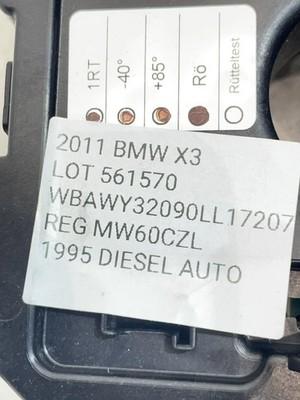 1RT
-40°
+85°
Rö
Rütteltest
2011 BMW X3
LOT 561570
WBAWY32090LL17207
REG MW60CZL
1995 DIESEL AUTO